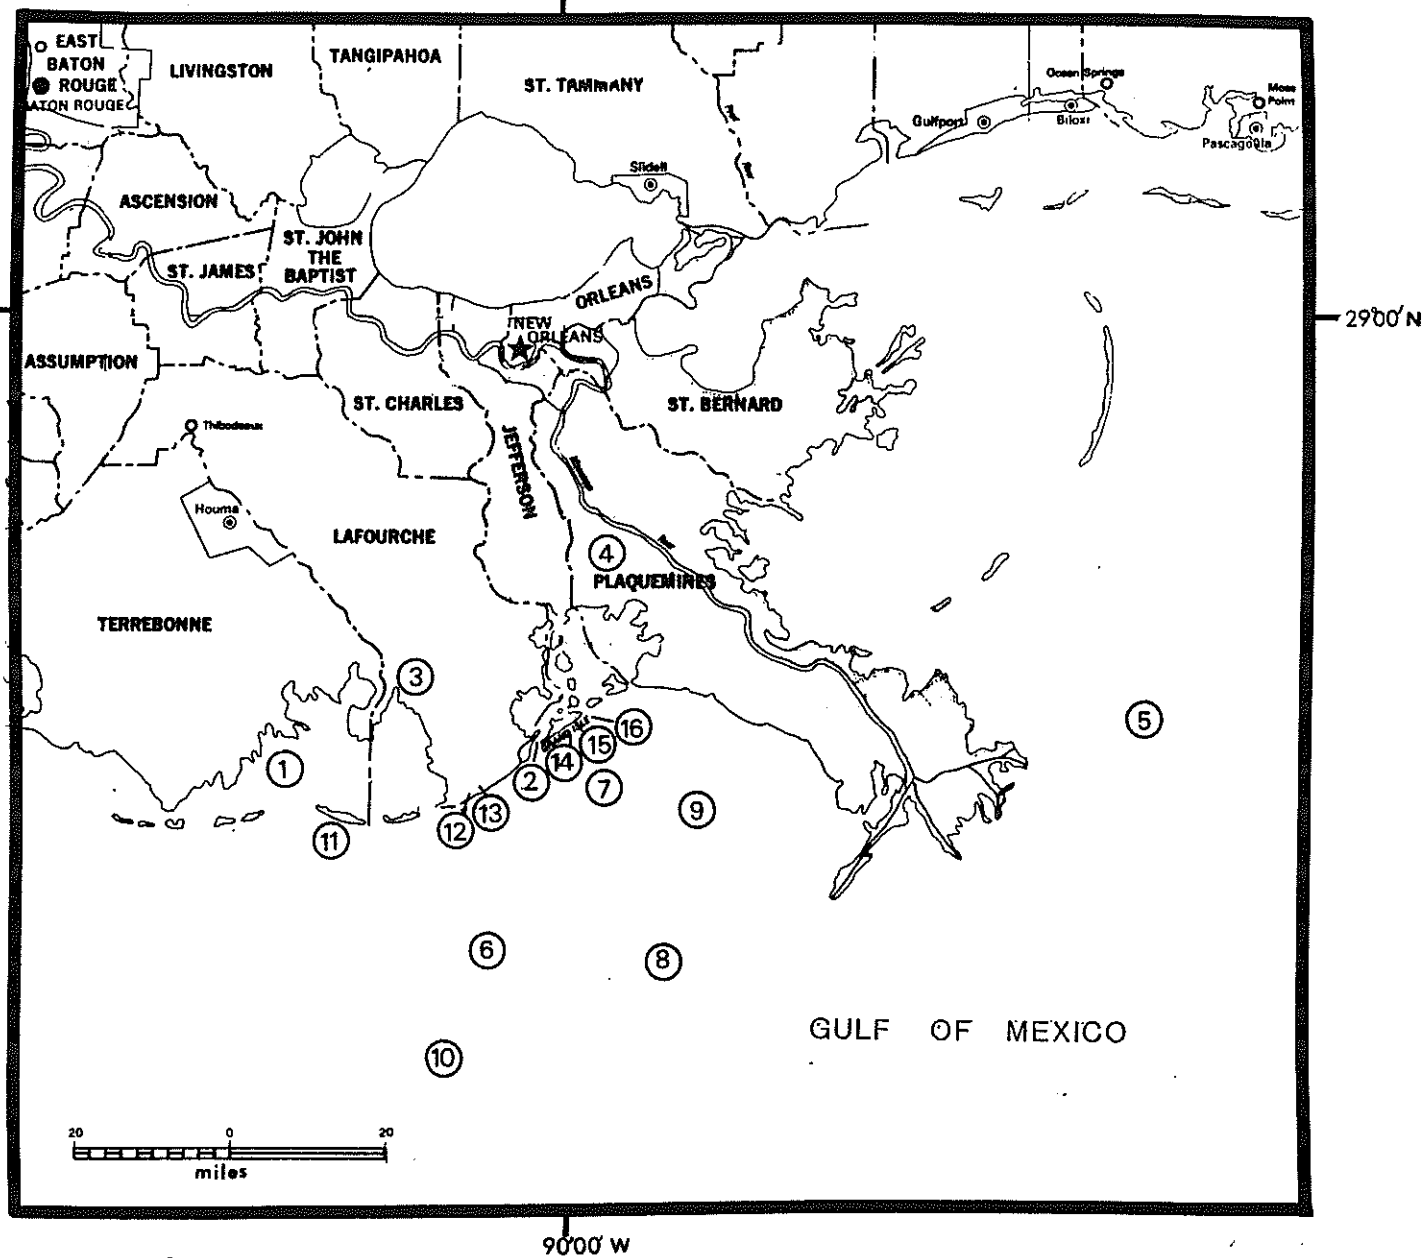 EAST
BATON
ROUGE
BATON ROUGE
LIVINGSTON
TANGIPAHOA
ST. TAMMANY
Ocean Springs
Moss
Point
Gulfport
Biloxi
Pascagoula
Slidell
ASCENSION
ST. JOHN
THE
BAPTIST
ST. JAMES
ORLEANS
NEW
ORLEANS
29°00' N
ASSUMPTION
ST. CHARLES
ST. BERNARD
Thibodaux
JEFFERSON
Houma
LAFOURCHE
4
PLAQUEMINES
TERREBONNE
3
5
16
15
14
1
2
7
9
13
12
11
6
8
GULF OF MEXICO
10
20 0 20
miles
90°00' W